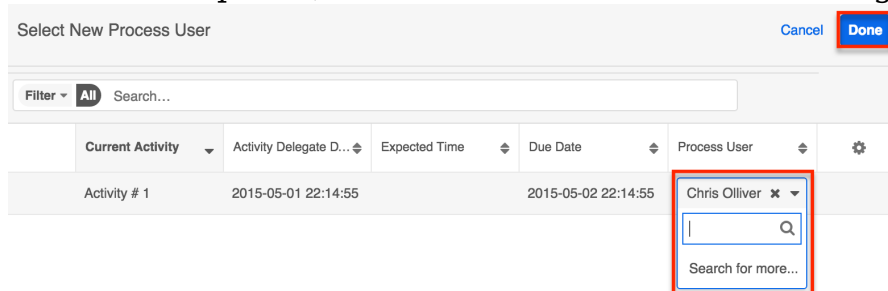 Select New Process User Cancel Done
Filter All Search...
Current Activity Activity Delegate D... Expected Time Due Date Process User
Activity # 1 2015-05-01 22:14:55 2015-05-02 22:14:55 Chris Olliver
Search for more...